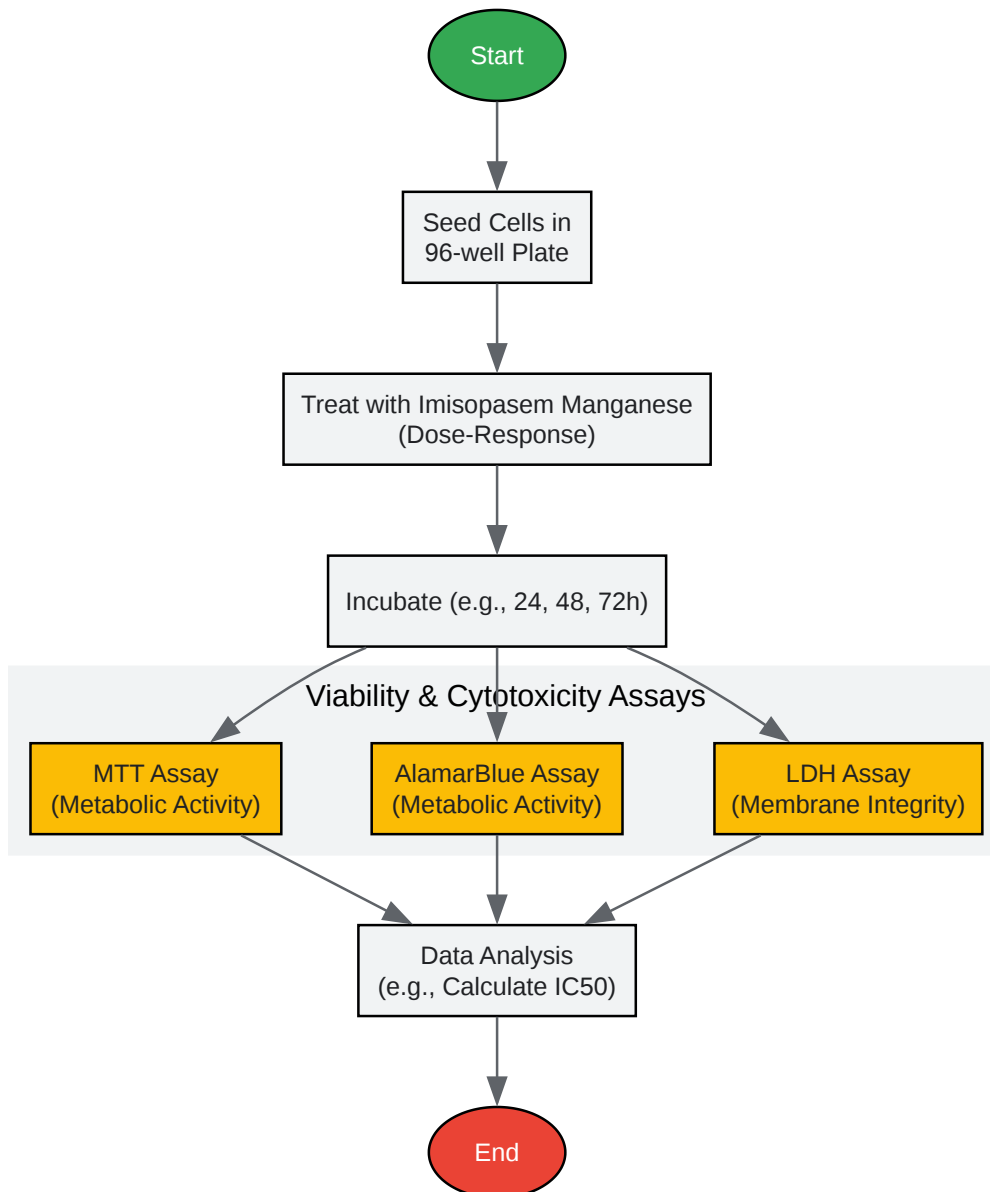 Start
Seed Cells in
96-well Plate
Treat with Imisopasem Manganese
(Dose-Response)
Incubate (e.g., 24, 48, 72h)
Viability & Cytotoxicity Assays
MTT Assay
(Metabolic Activity)
AlamarBlue Assay
(Metabolic Activity)
LDH Assay
(Membrane Integrity)
Data Analysis
(e.g., Calculate IC50)
End